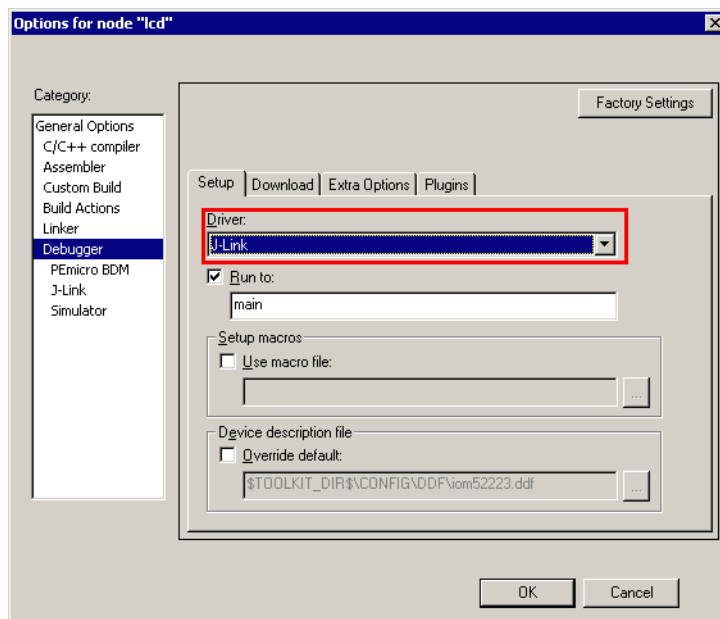 Options for node "lcd"
Category:
Factory Settings
General Options
C/C++ compiler
Assembler
Custom Build
Build Actions
Linker
Debugger
PEmicro BDM
J-Link
Simulator
Setup Download Extra Options Plugins
Driver:
J-Link
Run to:
main
Setup macros
Use macro file:
...
Device description file
Override default:
$TOOLKIT_DIR$\CONFIG\DDF\iom52223.ddf
...
OK Cancel